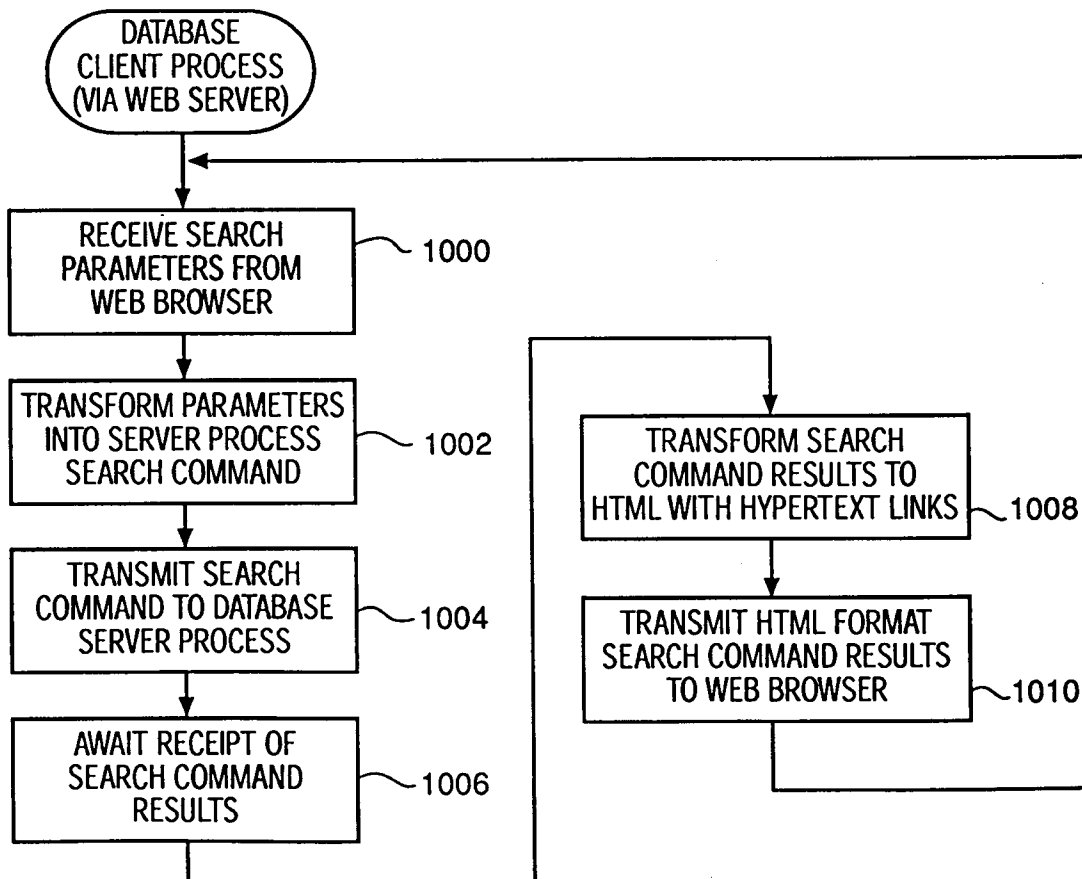 DATABASE
CLIENT PROCESS
(VIA WEB SERVER)
RECEIVE SEARCH
PARAMETERS FROM
WEB BROWSER
1000
TRANSFORM PARAMETERS
INTO SERVER PROCESS
SEARCH COMMAND
1002
TRANSMIT SEARCH
COMMAND TO DATABASE
SERVER PROCESS
1004
AWAIT RECEIPT OF
SEARCH COMMAND
RESULTS
1006
TRANSFORM SEARCH
COMMAND RESULTS TO
HTML WITH HYPERTEXT LINKS
1008
TRANSMIT HTML FORMAT
SEARCH COMMAND RESULTS
TO WEB BROWSER
1010